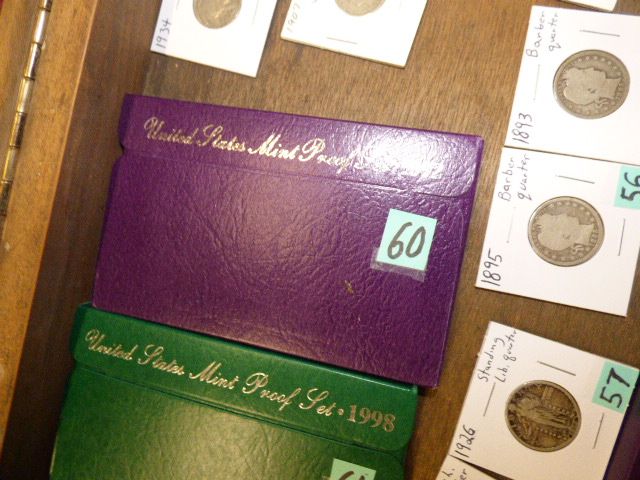 1934
1907
Barber
quarter
1893
United States Mint Proof
60
Barber
quarter
1895
56
United States Mint Proof Set · 1998
Standing
Lib. quarter
1926
57